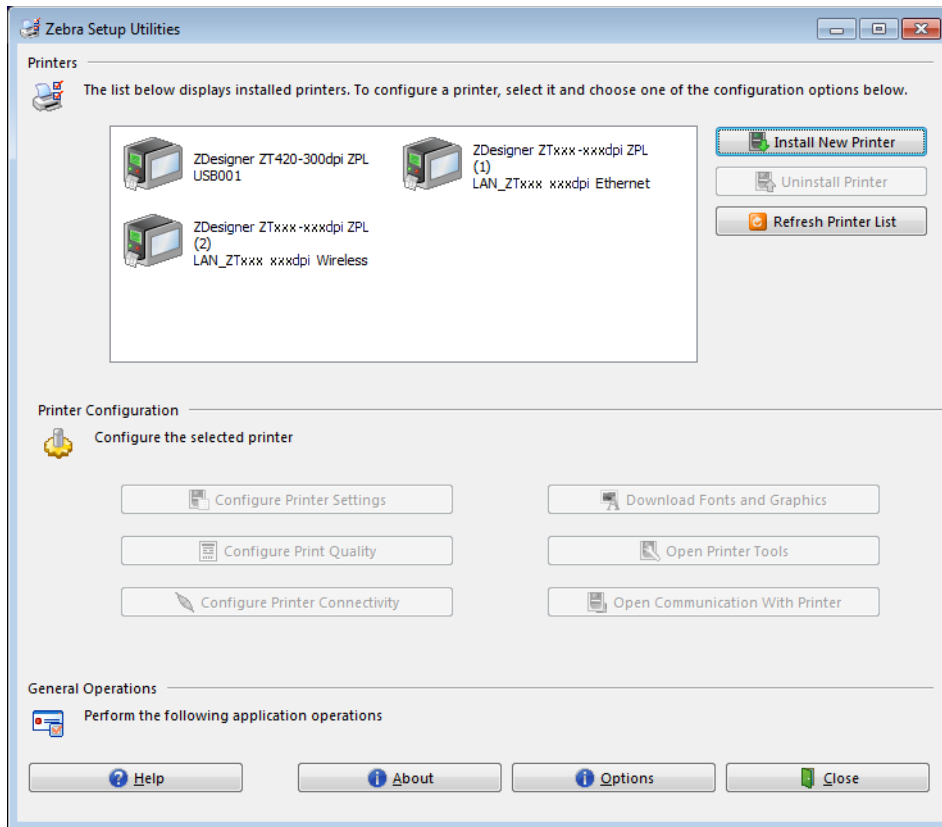 Zebra Setup Utilities
Printers
The list below displays installed printers. To configure a printer, select it and choose one of the configuration options below.
ZDesigner ZT420-300dpi ZPL
USB001
ZDesigner ZTxxx-xxxdpi ZPL
(1)
LAN_ZTxxx xxxdpi Ethernet
ZDesigner ZTxxx-xxxdpi ZPL
(2)
LAN_ZTxxx xxxdpi Wireless
Install New Printer
Uninstall Printer
Refresh Printer List
Printer Configuration
Configure the selected printer
Configure Printer Settings
Download Fonts and Graphics
Configure Print Quality
Open Printer Tools
Configure Printer Connectivity
Open Communication With Printer
General Operations
Perform the following application operations
Help
About
Options
Close